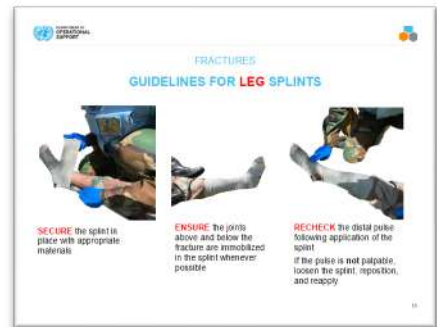 OPERATIONAL
SUPPORT
FRACTURES
GUIDELINES FOR LEG SPLINTS
SECURE the splint in
place with appropriate
materials
ENSURE the joints
above and below the
fracture are immobilized
in the splint whenever
possible
RECHECK the distal pulse
following application of the
splint
If the pulse is not palpable,
loosen the splint, reposition,
and reapply